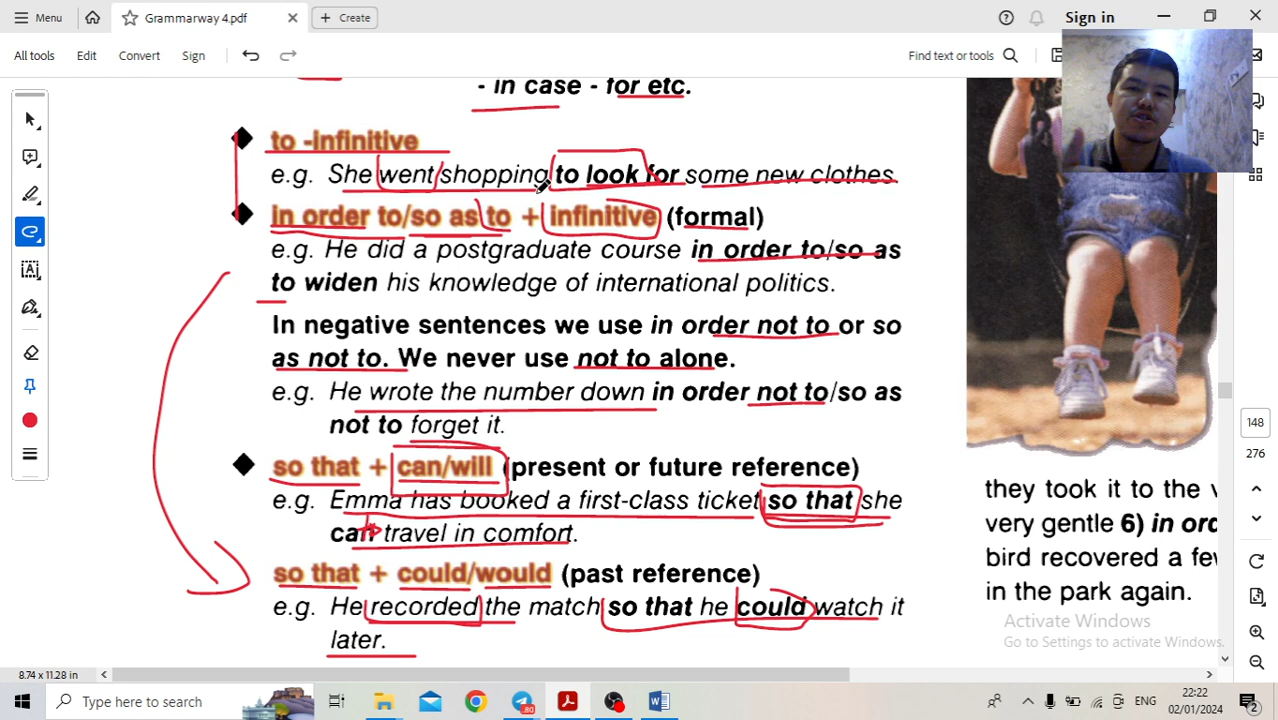 Menu
Grammarway 4.pdf
Create
Sign in
All tools
Edit
Convert
Sign
Find text or tools
- in case - for etc.
to -infinitive
e.g. She went shopping to look for some new clothes.
in order to/so as to + infinitive (formal)
e.g. He did a postgraduate course in order to/so as
to widen his knowledge of international politics.
In negative sentences we use in order not to or so
as not to. We never use not to alone.
e.g. He wrote the number down in order not to/so as
not to forget it.
so that + can/will (present or future reference)
e.g. Emma has booked a first-class ticket so that she
can travel in comfort.
so that + could/would (past reference)
e.g. He recorded the match so that he could watch it
later.
they took it to the v
very gentle 6) in ord
bird recovered a few
in the park again.
Activate Windows
Go to Settings to activate Windows.
148
276
8.74 x 11.28 in
Type here to search
80
ENG
22:22
02/01/2024
2